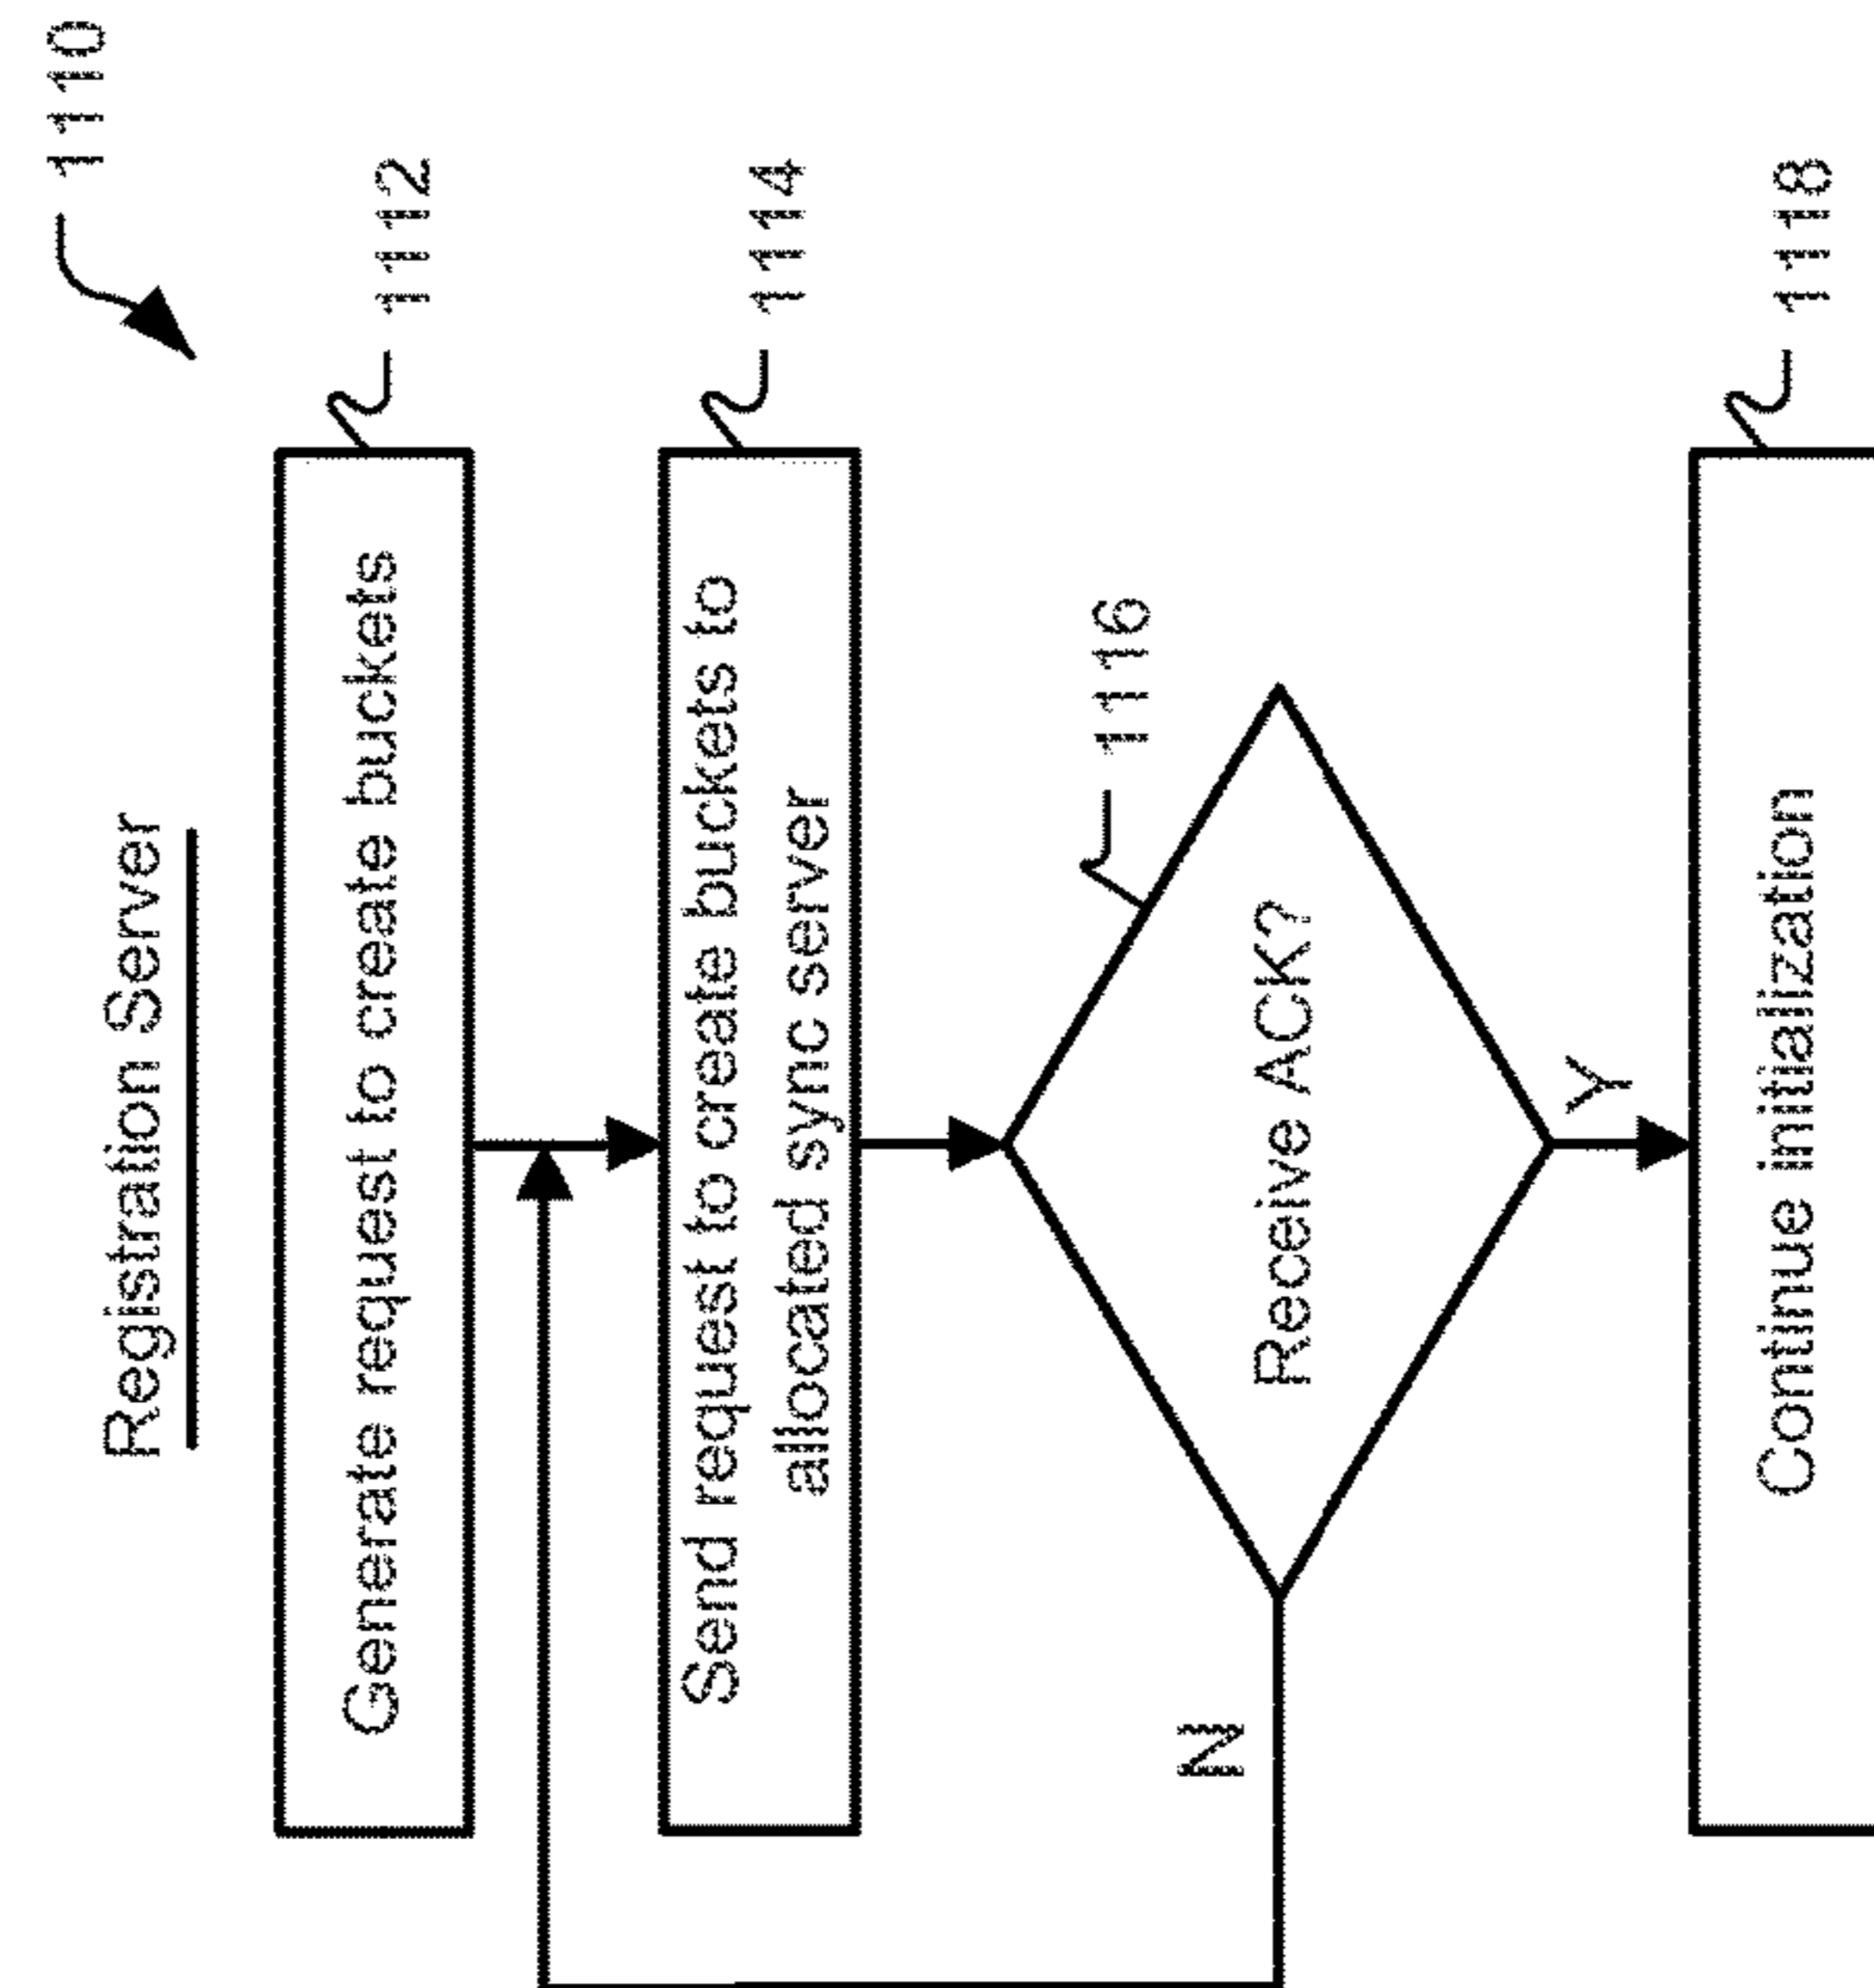 1110
Registration Server
Generate request to create buckets
1112
Send request to create buckets to
allocated sync server
1114
Receive ACK?
1116
N
Y
Continue initialization
1118